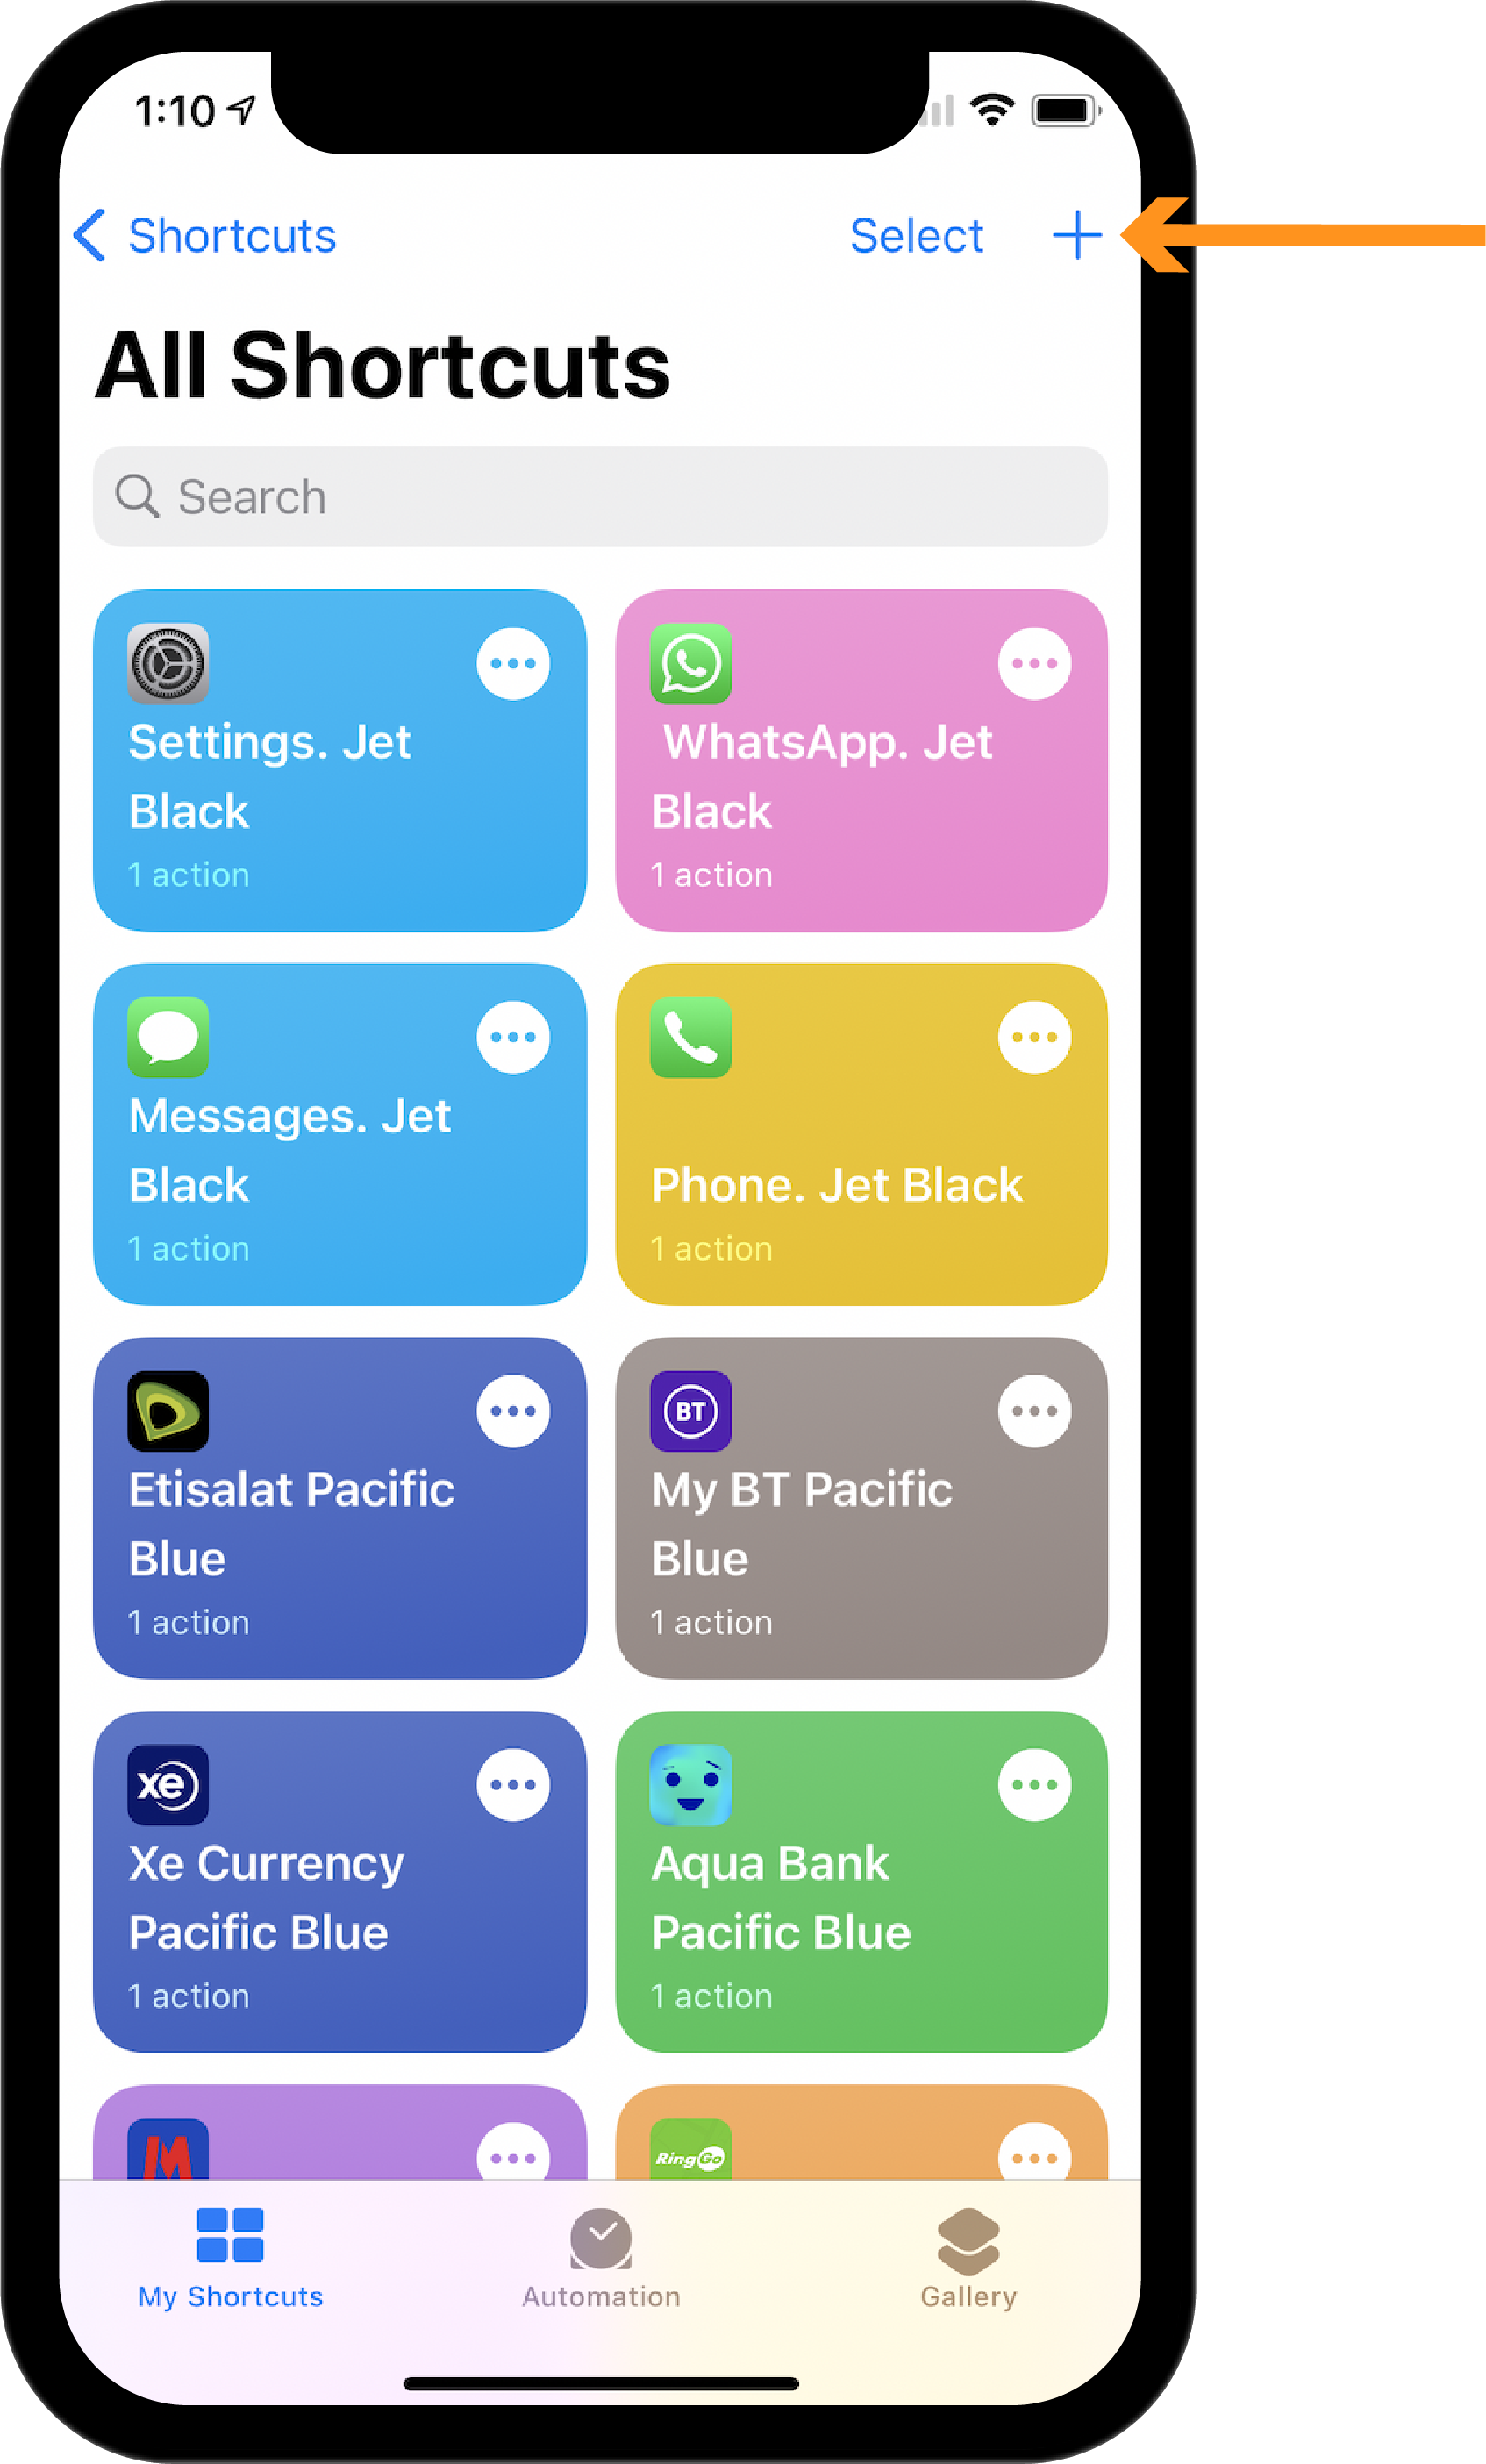 1:10
Shortcuts
Select
All Shortcuts
Search
Settings. Jet
Black
1 action
WhatsApp. Jet
Black
1 action
Messages. Jet
Black
1 action
Phone. Jet Black
1 action
Etisalat Pacific
Blue
1 action
BT
My BT Pacific
Blue
1 action
xe
Xe Currency
Pacific Blue
1 action
Aqua Bank
Pacific Blue
1 action
M
RingGo
My Shortcuts
Automation
Gallery